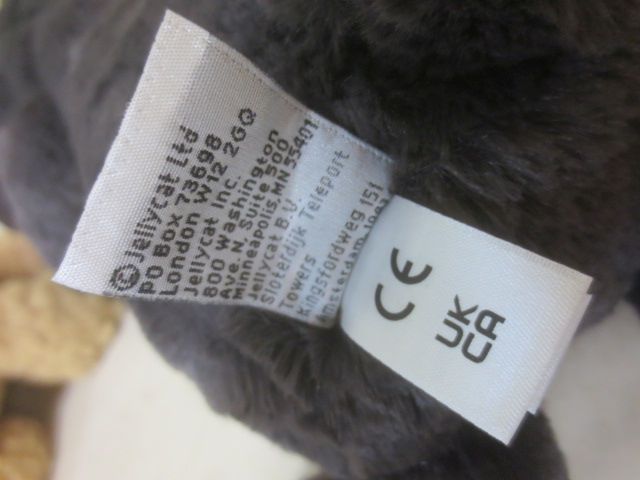 © Jellycat Ltd
PO Box 73698
London W12 2GQ
Jellycat Inc.
800 Washington
Ave. N, Suite 500
Minneapolis, MN 55401
Jellycat B.V.
Sloterdijk Teleport
Towers
Kingsfordweg 151
Amsterdam
CE
UK
CA